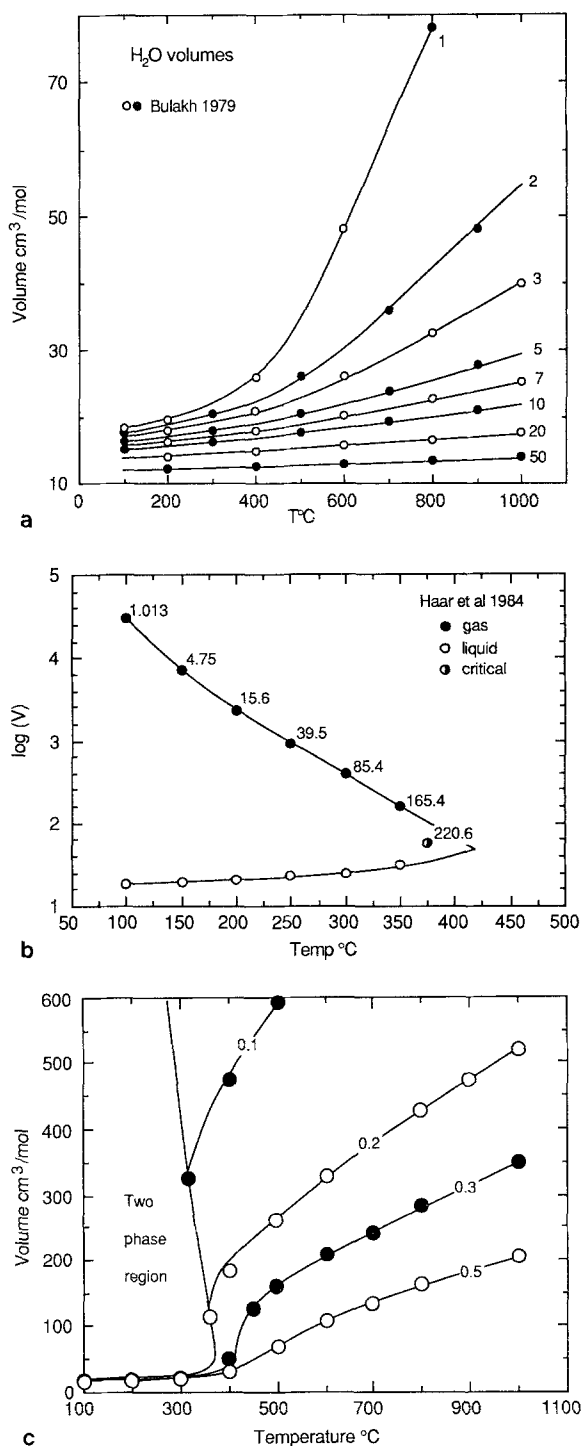 70
50
30
10
Volume cm³/mol
H₂O volumes
Bulakh 1979
1
2
3
5
7
10
20
50
0 200 400 600 800 1000
T°C
a
5
4
3
2
1
log (V)
Haar et al 1984
gas
liquid
critical
1.013
4.75
15.6
39.5
85.4
165.4
220.6
50 100 150 200 250 300 350 400 450 500
Temp °C
b
600
500
400
300
200
100
0
Volume cm³/mol
0.1
0.2
0.3
0.5
Two
phase
region
100 300 500 700 900 1100
Temperature °C
c